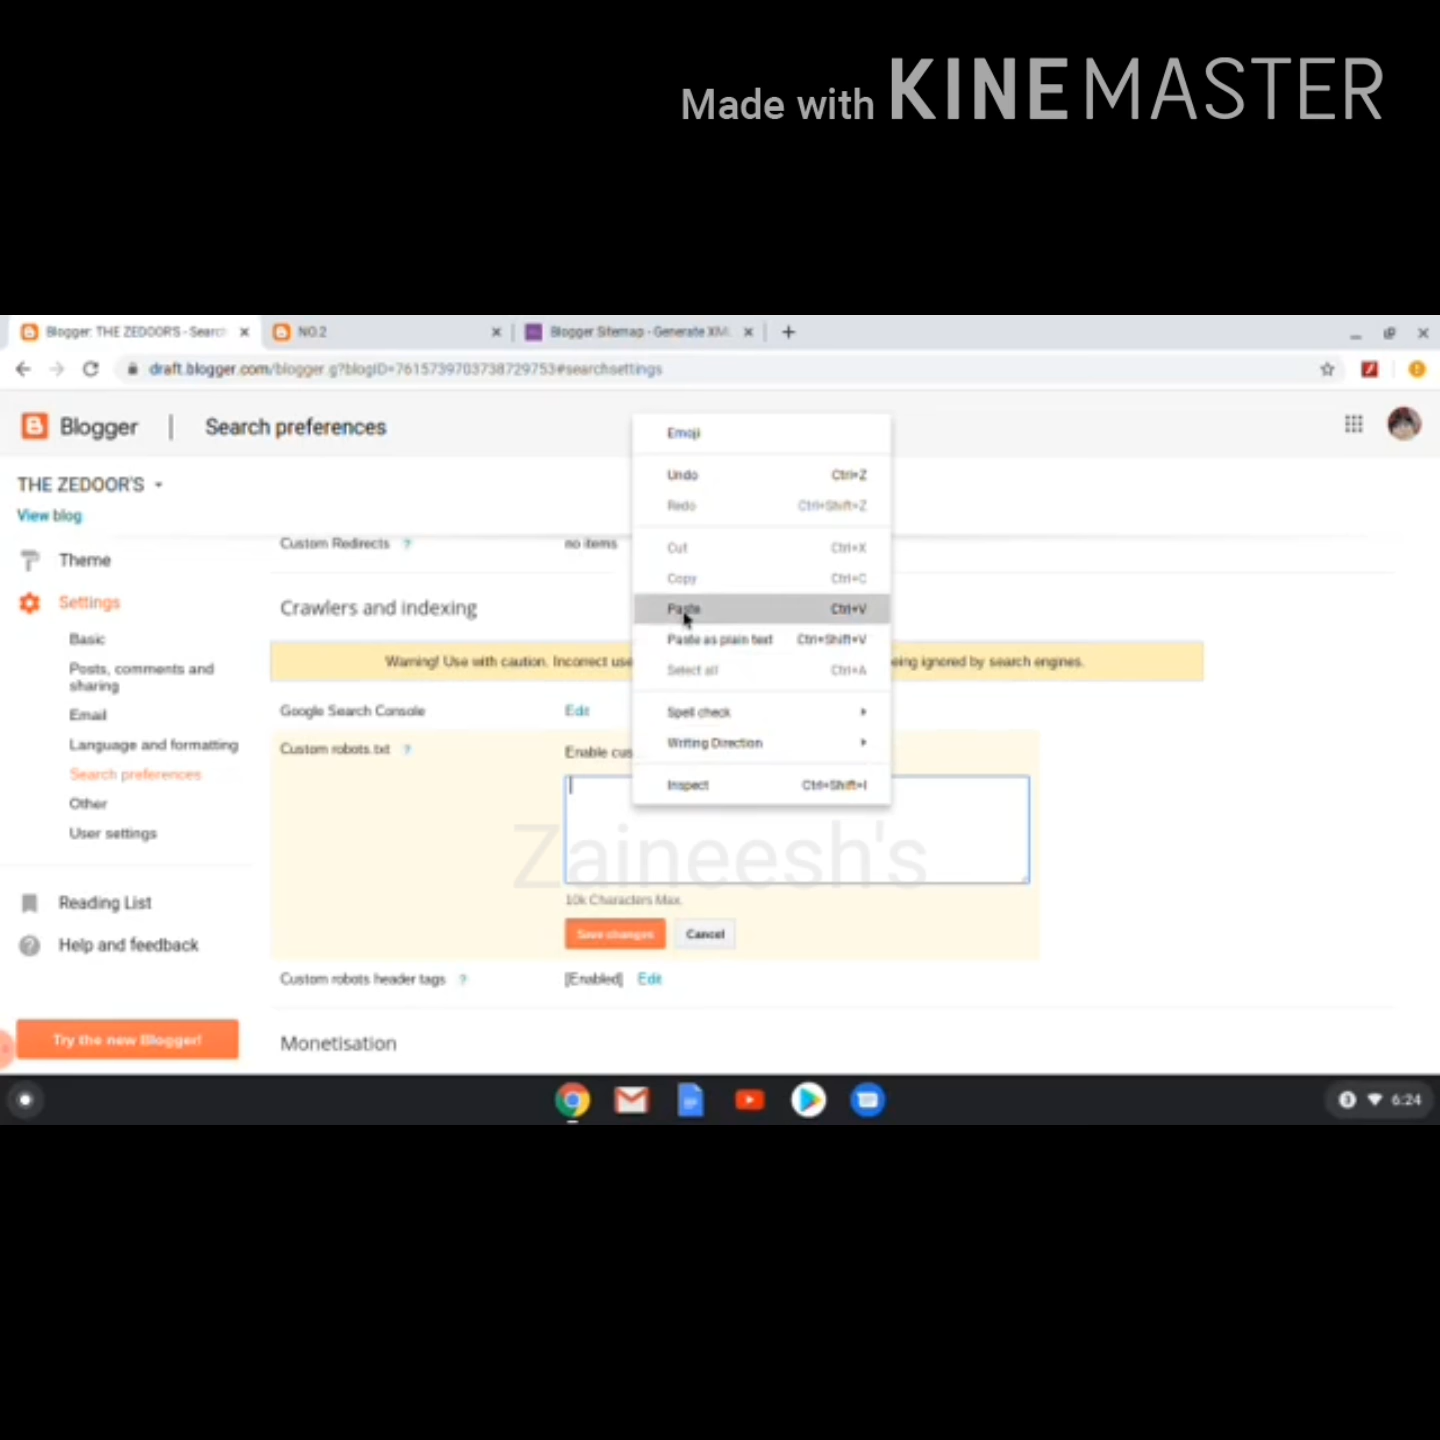 Made with KINEMASTER
Blogger: THE ZEDOOR'S - Search
NO.2
Blogger Sitemap - Generate XML
draft.blogger.com/blogger.g?blogID=7615739703738729753#searchsettings
Blogger | Search preferences
THE ZEDOOR'S
View blog
Theme
Settings
Basic
Posts, comments and
sharing
Email
Language and formatting
Search preferences
Other
User settings
Reading List
Help and feedback
Try the new Blogger!
Custom Redirects ? no items
Crawlers and indexing
Warning! Use with caution. Incorrect use
eing ignored by search engines.
Google Search Console Edit
Custom robots.txt ? Enable cus
10k Characters Max.
Save changes Cancel
Custom robots header tags ? [Enabled] Edit
Monetisation
Emoji
Undo Ctrl+Z
Redo Ctrl+Shift+Z
Cut Ctrl+X
Copy Ctrl+C
Paste Ctrl+V
Paste as plain text Ctrl+Shift+V
Select all Ctrl+A
Spell check
Writing Direction
Inspect Ctrl+Shift+I
Zaineesh's
6:24